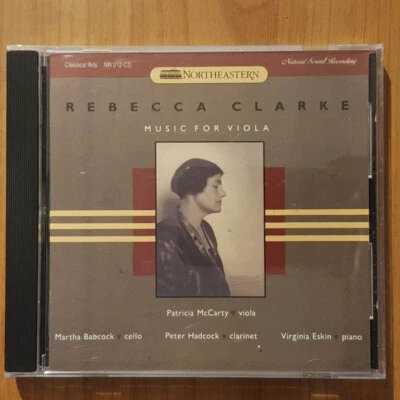 Classical Arts NR 212-CD
NORTHEASTERN
Natural Sound Recording
REBECCA CLARKE
MUSIC FOR VIOLA
Patricia McCarty • viola
Martha Babcock • cello Peter Hadcock • clarinet Virginia Eskin • piano